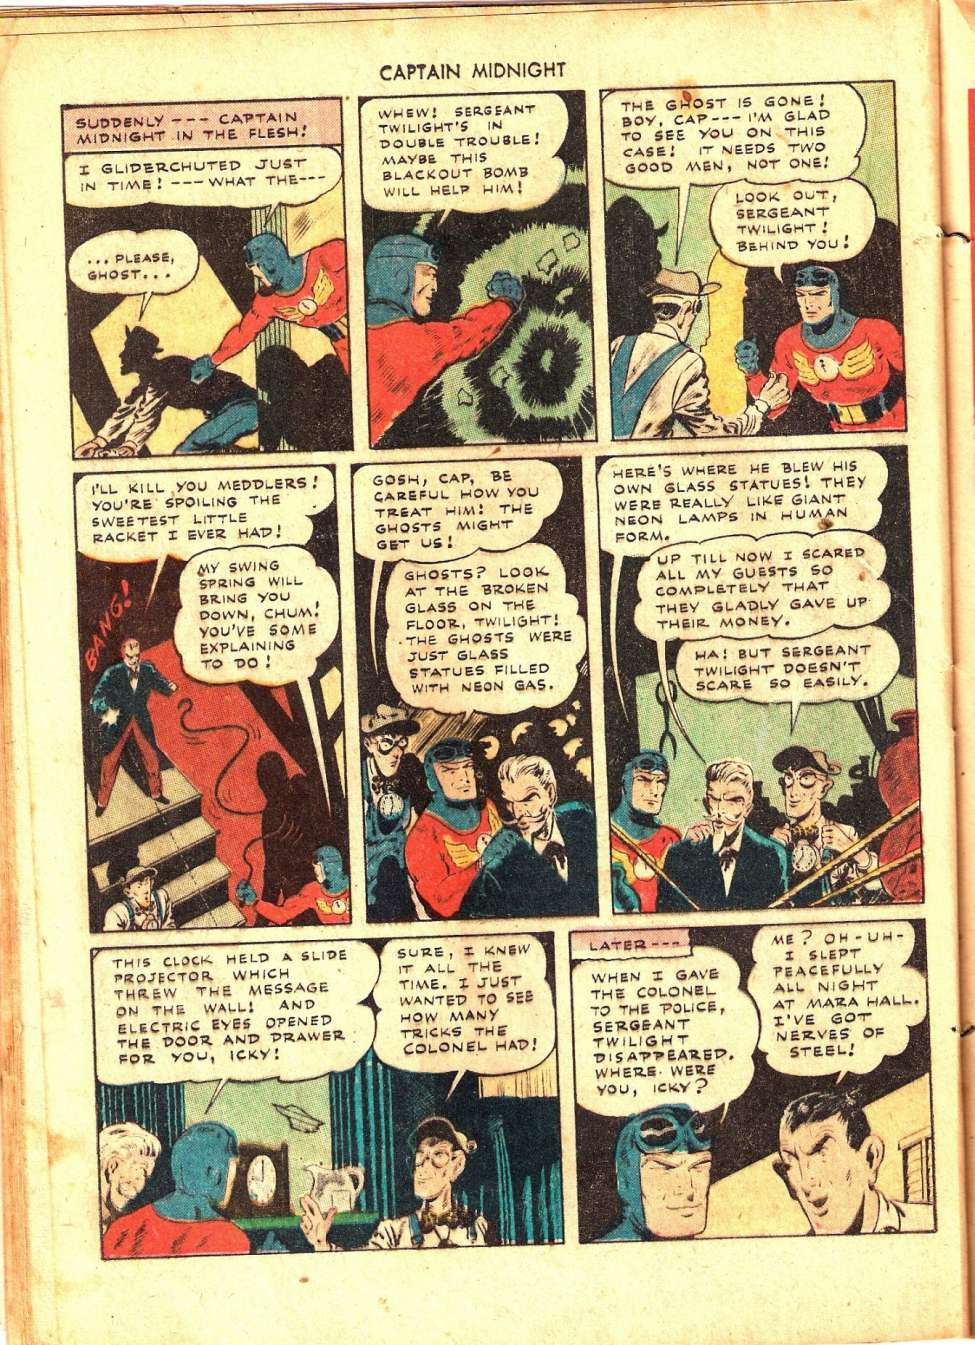 CAPTAIN MIDNIGHT
SUDDENLY --- CAPTAIN
MIDNIGHT IN THE FLESH!
I GLIDERCHUTED JUST
IN TIME! --- WHAT THE---
...PLEASE,
GHOST...
WHEW! SERGEANT
TWILIGHT'S IN
DOUBLE TROUBLE!
MAYBE THIS
BLACKOUT BOMB
WILL HELP HIM!
THE GHOST IS GONE!
BOY, CAP--- I'M GLAD
TO SEE YOU ON THIS
CASE! IT NEEDS TWO
GOOD MEN, NOT ONE!
LOOK OUT,
SERGEANT
TWILIGHT!
BEHIND YOU!
I'LL KILL YOU MEDDLERS!
YOU'RE SPOILING THE
SWEETEST LITTLE
RACKET I EVER HAD!
BANG!
MY SWING
SPRING WILL
BRING YOU
DOWN, CHUM!
YOU'VE SOME
EXPLAINING
TO DO!
GOSH, CAP, BE
CAREFUL HOW YOU
TREAT HIM! THE
GHOSTS MIGHT
GET US!
GHOSTS? LOOK
AT THE BROKEN
GLASS ON THE
FLOOR, TWILIGHT!
THE GHOSTS WERE
JUST GLASS
STATUES FILLED
WITH NEON GAS.
HERE'S WHERE HE BLEW HIS
OWN GLASS STATUES! THEY
WERE REALLY LIKE GIANT
NEON LAMPS IN HUMAN
FORM.
UP TILL NOW I SCARED
ALL MY GUESTS SO
COMPLETELY THAT
THEY GLADLY GAVE UP
THEIR MONEY.
HA! BUT SERGEANT
TWILIGHT DOESN'T
SCARE SO EASILY.
THIS CLOCK HELD A SLIDE
PROJECTOR WHICH
THREW THE MESSAGE
ON THE WALL! AND
ELECTRIC EYES OPENED
THE DOOR AND DRAWER
FOR YOU, ICKY!
SURE, I KNEW
IT ALL THE
TIME. I JUST
WANTED TO SEE
HOW MANY
TRICKS THE
COLONEL HAD!
LATER---
WHEN I GAVE
THE COLONEL
TO THE POLICE,
SERGEANT
TWILIGHT
DISAPPEARED.
WHERE WERE
YOU, ICKY?
ME? OH-UH-
I SLEPT
PEACEFULLY
ALL NIGHT
AT MARA HALL.
I'VE GOT
NERVES OF
STEEL!